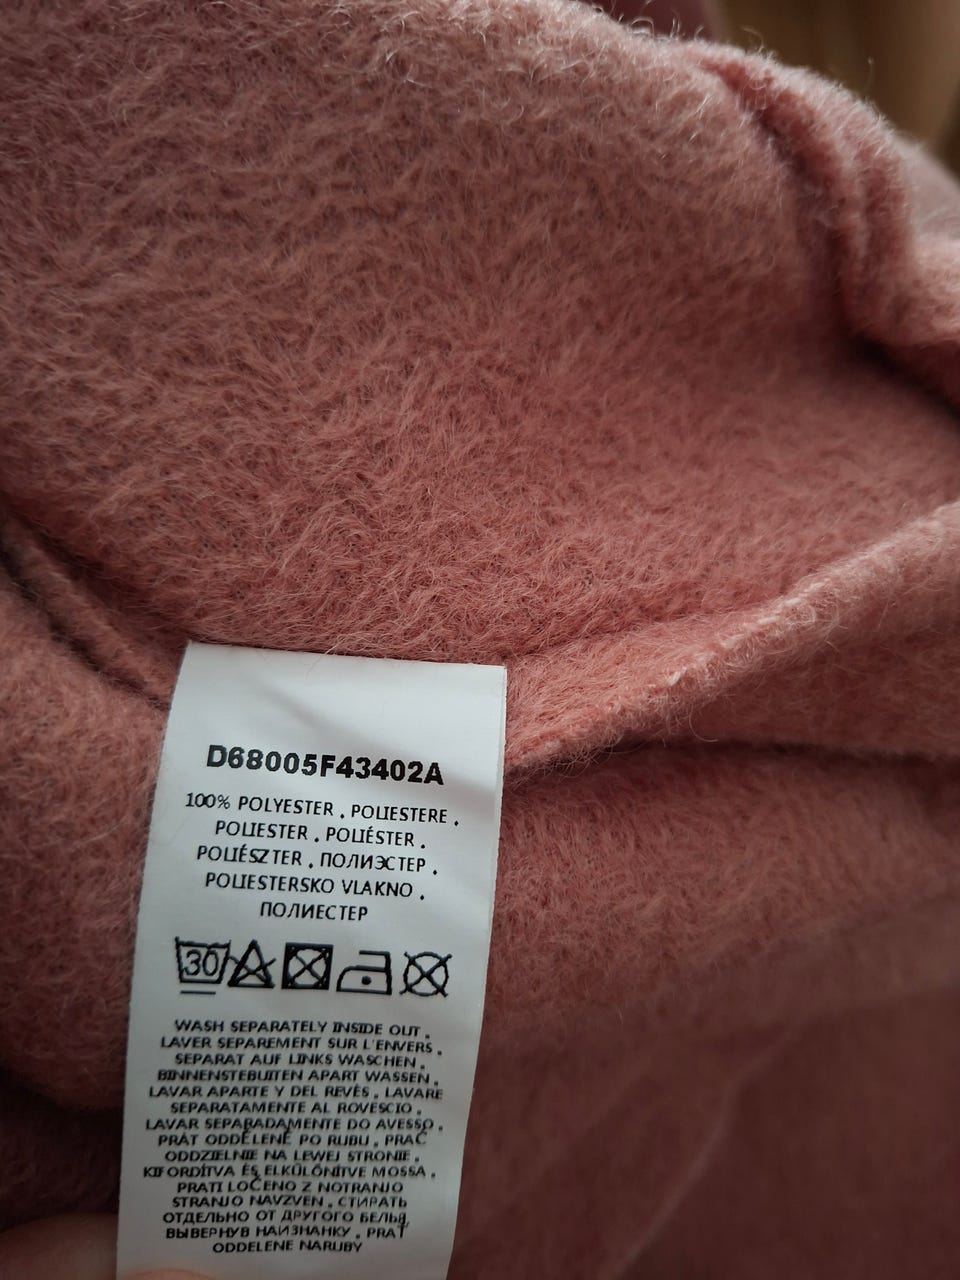 D68005F43402A
100% POLYESTER . POLIESTERE .
POLIESTER . POLIÉSTER .
POLIÉSZTER . ПОЛИЭСТЕР .
POLIESTERSKO VLAKNO .
ПОЛИЕСТЕР
30
WASH SEPARATELY INSIDE OUT .
LAVER SEPAREMENT SUR L'ENVERS .
SEPARAT AUF LINKS WASCHEN .
BINNENSTEBUITEN APART WASSEN .
LAVAR APARTE Y DEL REVÈS . LAVARE
SEPARATAMENTE AL ROVESCIO .
LAVAR SEPARADAMENTE DO AVESSO .
PRÁT ODDĚLENĚ PO RUBU . PRAČ
ODDZIELNIE NA LEWEJ STRONIE .
KIFORDÍTVA ÉS ELKÜLÖNÍTVE MOSSA .
PRATI LOČENO Z NOTRANJO
STRANJO NAVZVEN . СТИРАТЬ
ОТДЕЛЬНО ОТ ДРУГОГО БЕЛЬЯ,
ВЫВЕРНУВ НАИЗНАНКУ . PRAŤ
ODDELENE NARUBY